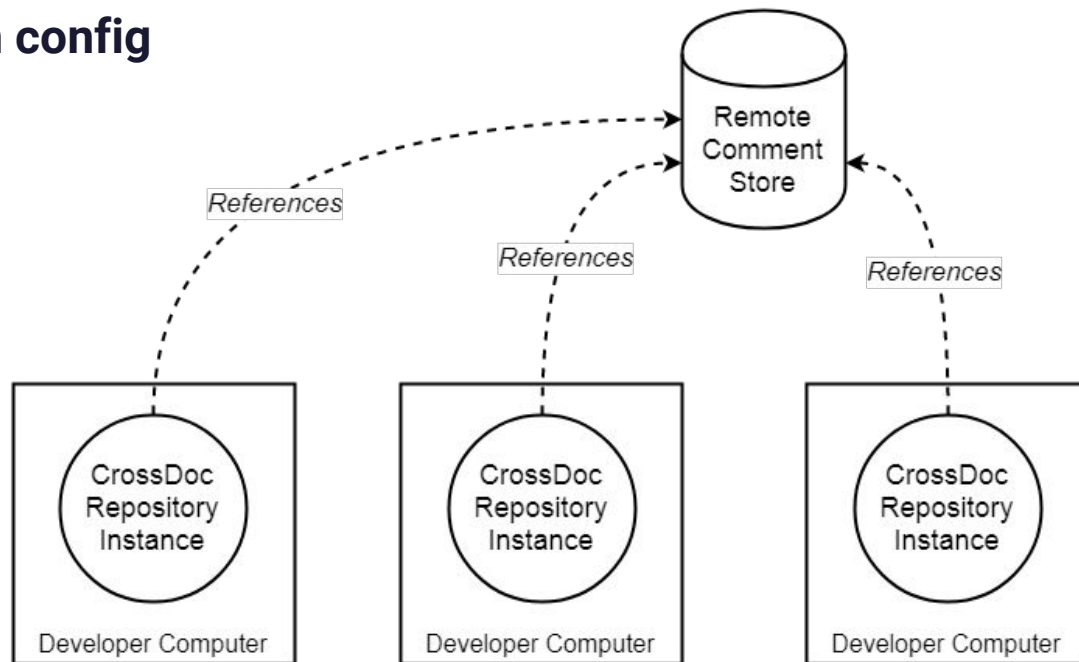 config
Remote
Comment
Store
References
References
References
CrossDoc
Repository
Instance
CrossDoc
Repository
Instance
CrossDoc
Repository
Instance
Developer Computer
Developer Computer
Developer Computer